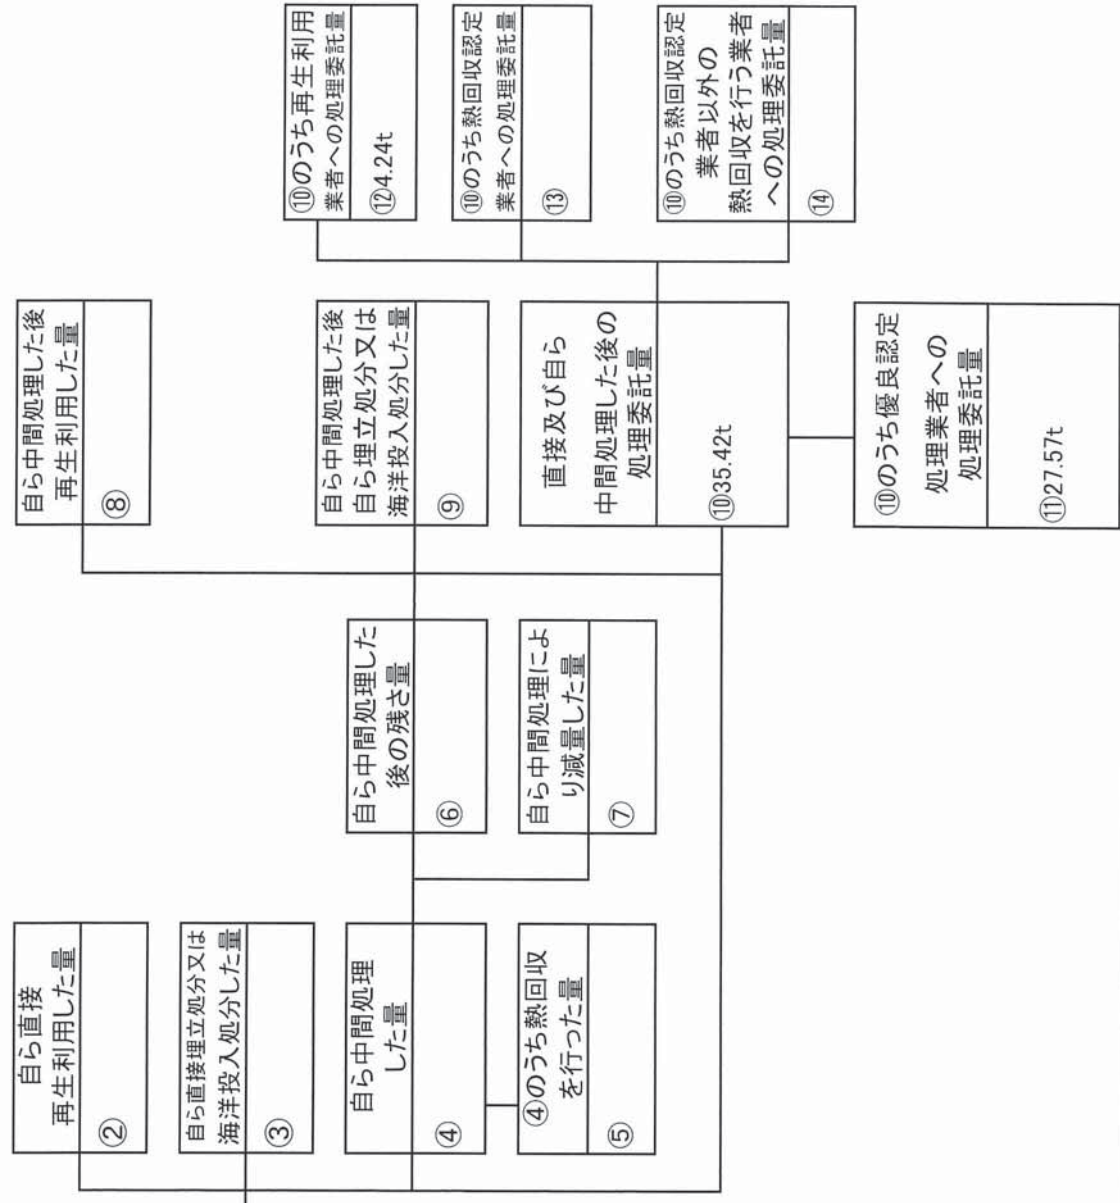 自ら直接
再生利用した量
②
自ら直接埋立処分又は
海洋投入処分した量
③
自ら中間処理
した量
④
④のうち熱回収
を行った量
⑤
自ら中間処理した
後の残さ量
⑥
自ら中間処理によ
り減量した量
⑦
自ら中間処理した後
再生利用した量
⑧
自ら中間処理した後
自ら埋立処分又は
海洋投入処分した量
⑨
直接及び自ら
中間処理した後の
処理委託量
⑩35.42t
⑩のうち優良認定
処理業者への
処理委託量
⑪27.57t
⑩のうち再生利用
業者への処理委託量
⑫4.24t
⑩のうち熱回収認定
業者への処理委託量
⑬
⑩のうち熱回収認定
業者以外の
熱回収を行う業者
への処理委託量
⑭